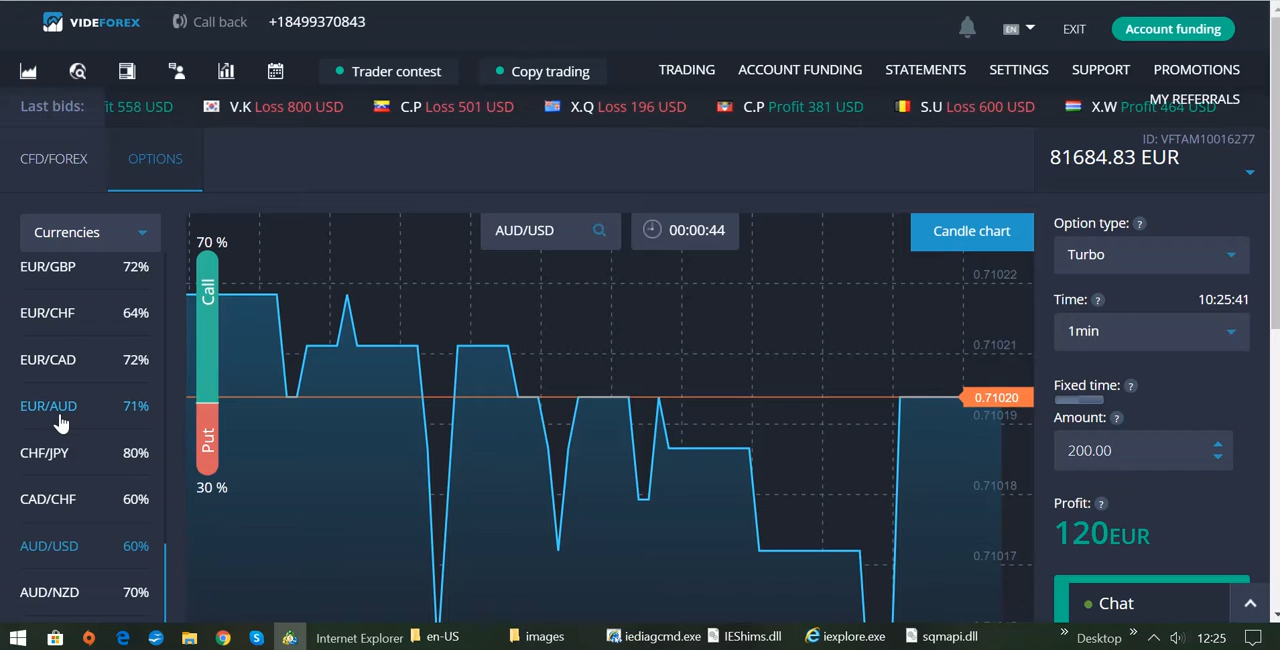 VIDEFOREX
Call back
+18499370843
EN
EXIT
Account funding
Trader contest
Copy trading
TRADING
ACCOUNT FUNDING
STATEMENTS
SETTINGS
SUPPORT
PROMOTIONS
MY REFERRALS
Last bids:
fit 558 USD
V.K Loss 800 USD
C.P Loss 501 USD
X.Q Loss 196 USD
C.P Profit 381 USD
S.U Loss 600 USD
X.W Profit 464 USD
CFD/FOREX
OPTIONS
ID: VFTAM10016277
81684.83 EUR
Currencies
EUR/GBP 72%
EUR/CHF 64%
EUR/CAD 72%
EUR/AUD 71%
CHF/JPY 80%
CAD/CHF 60%
AUD/USD 60%
AUD/NZD 70%
70 %
Call
Put
30 %
AUD/USD
00:00:44
Candle chart
0.71022
0.71021
0.71020
0.71019
0.71018
0.71017
Option type: ?
Turbo
Time: ? 10:25:41
1min
Fixed time: ?
Amount: ?
200.00
Profit: ?
120EUR
Chat
Internet Explorer
en-US
images
iediagcmd.exe
IEShims.dll
iexplore.exe
sqmapi.dll
Desktop
12:25